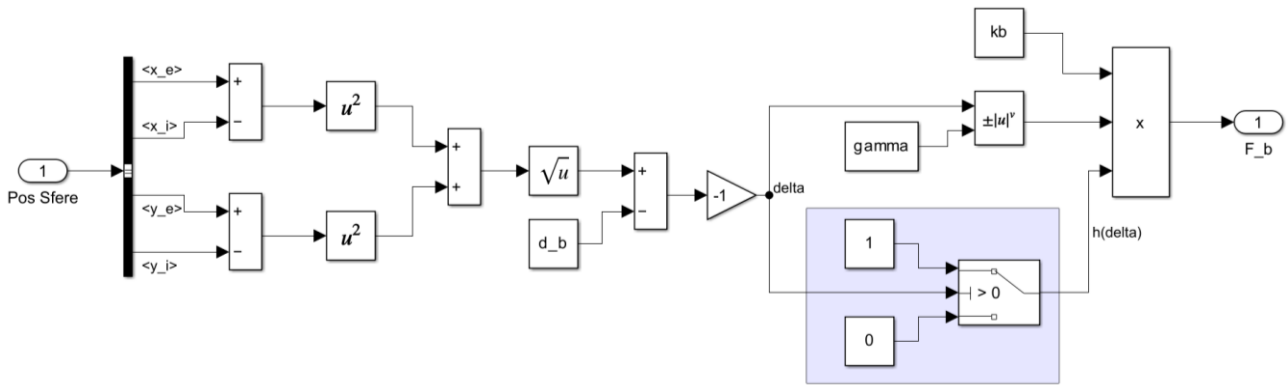 1
Pos Sfere
<x_e>
<x_i>
<y_e>
<y_i>
+
−
+
−
u²
u²
+
+
√u
d_b
+
−
-1
delta
kb
gamma
±|u|ᵛ
1
0
> 0
h(delta)
x
1
F_b